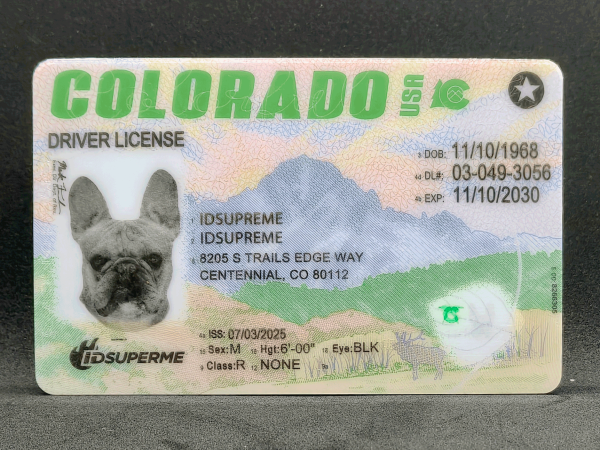 COLORADO USA C
DRIVER LICENSE
3 DOB: 11/10/1968
4d DL#: 03-049-3056
4b EXP: 11/10/2030
1 IDSUPREME
2 IDSUPREME
8 8205 S TRAILS EDGE WAY
CENTENNIAL, CO 80112
4a ISS: 07/03/2025
15 Sex:M 16 Hgt:6'-00" 18 Eye:BLK
9 Class:R 12 NONE 9a
IDSUPERME
C